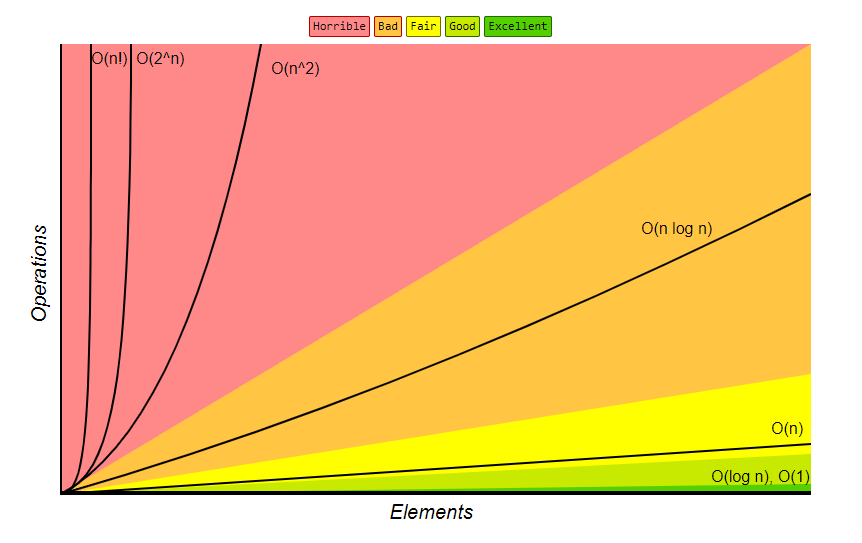 Horrible Bad Fair Good Excellent
O(n!) O(2^n)
O(n^2)
O(n log n)
O(n)
O(log n), O(1)
Operations
Elements